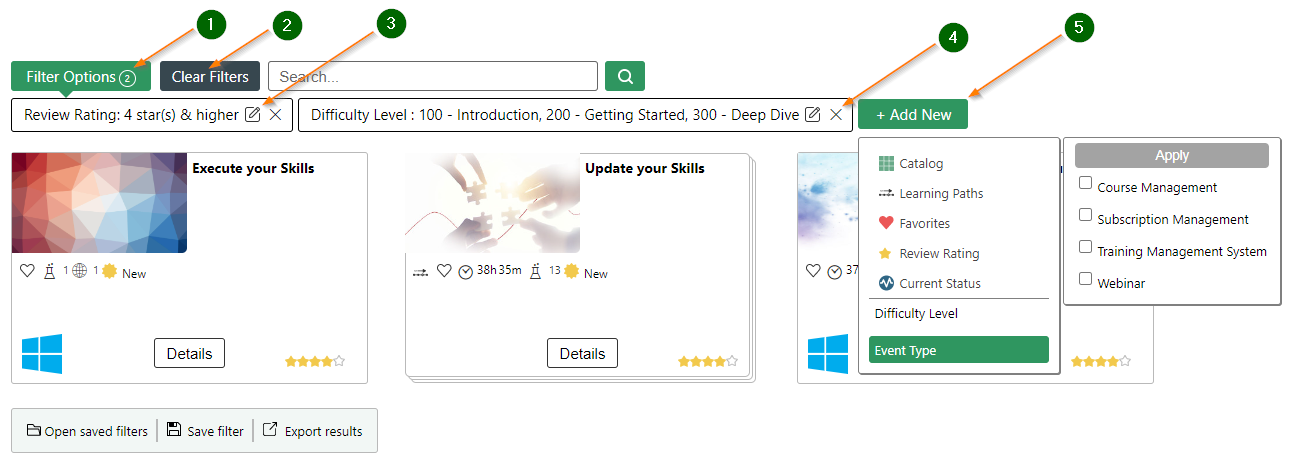 1 2 3 4 5
Filter Options 2 Clear Filters Search...
Review Rating: 4 star(s) & higher Difficulty Level : 100 - Introduction, 200 - Getting Started, 300 - Deep Dive + Add New
Execute your Skills
1 1 New
Details
Update your Skills
38h 35m 13 New
Details
37
Catalog
Learning Paths
Favorites
Review Rating
Current Status
Difficulty Level
Event Type
Apply
Course Management
Subscription Management
Training Management System
Webinar
Open saved filters Save filter Export results